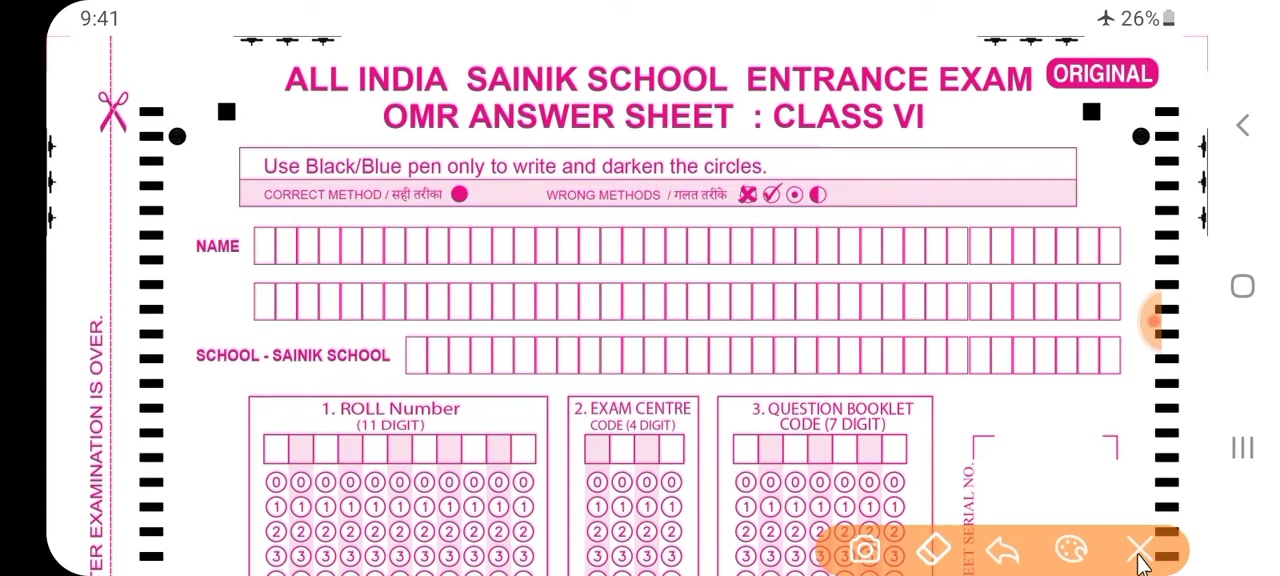 9:41
26%
ALL INDIA SAINIK SCHOOL ENTRANCE EXAM ORIGINAL
OMR ANSWER SHEET : CLASS VI
Use Black/Blue pen only to write and darken the circles.
CORRECT METHOD / सही तरीका
WRONG METHODS / गलत तरीके
NAME
SCHOOL - SAINIK SCHOOL
1. ROLL Number
(11 DIGIT)
0 0 0 0 0 0 0 0 0 0 0
1 1 1 1 1 1 1 1 1 1 1
2 2 2 2 2 2 2 2 2 2 2
3 3 3 3 3 3 3 3 3 3 3
2. EXAM CENTRE
CODE (4 DIGIT)
0 0 0 0
1 1 1 1
2 2 2 2
3 3 3 3
3. QUESTION BOOKLET
CODE (7 DIGIT)
0 0 0 0 0 0 0
1 1 1 1 1 1 1
2 2 2 2 2 2 2
3 3 3 3 3 3 3
EET SERIAL NO.
TER EXAMINATION IS OVER.